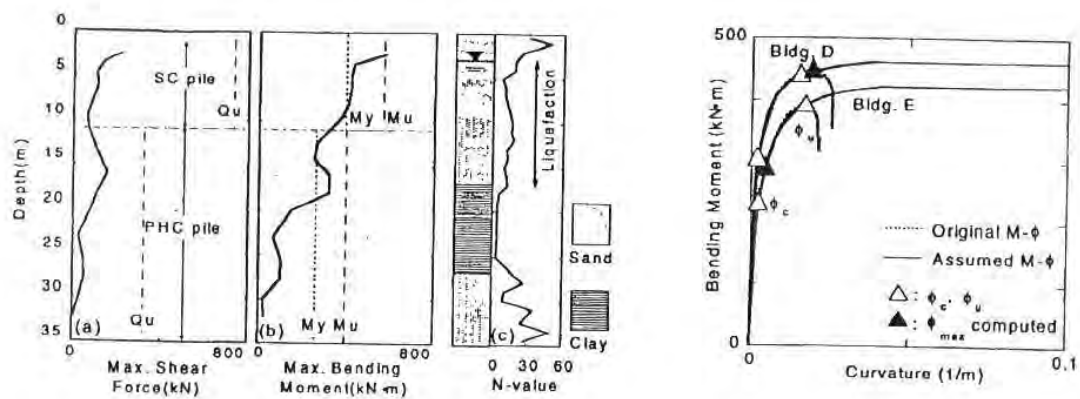 0
5
10
15
20
25
30
35
Depth(m)
SC pile
Qu
PHC pile
Qu
(a)
0
800
Max. Shear
Force(kN)
My
Mu
My Mu
(b)
0
800
Max. Bending
Moment(kN·m)
Liquefaction
(c)
0
30
60
N-value
Sand
Clay
500
0
Bending Moment (kN·m)
Bldg. D
Bldg. E
ϕu
ϕc
Original M-ϕ
Assumed M-ϕ
△: ϕc, ϕu
▲: ϕmax computed
0
0.1
Curvature (1/m)